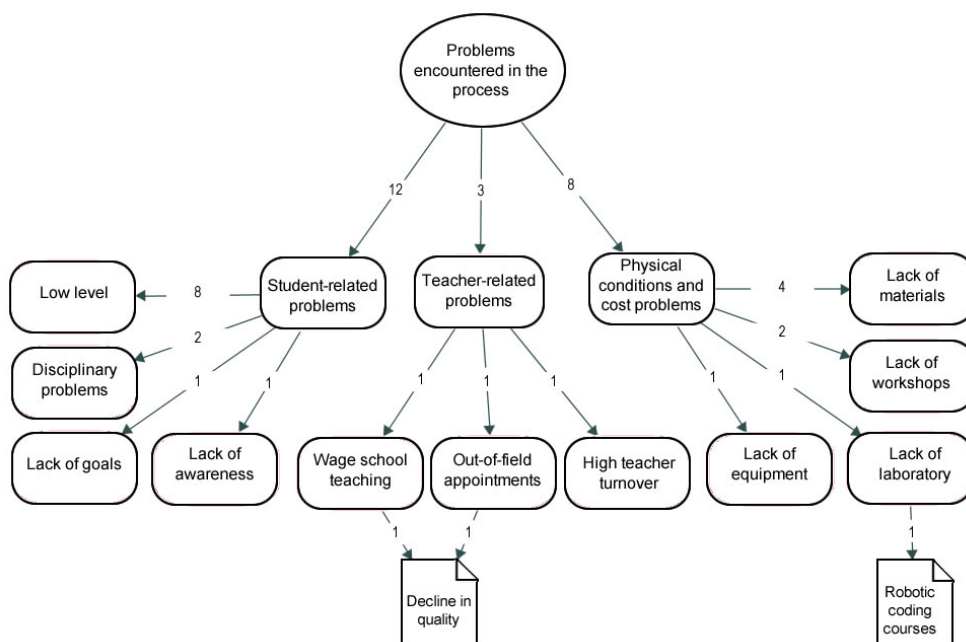 Problems
encountered in the
process
12
3
8
Student-related
problems
Teacher-related
problems
Physical
conditions and
cost problems
Low level
8
4
Lack of
materials
Disciplinary
problems
2
2
Lack of
workshops
1
1
1
1
1
1
1
Lack of goals
Lack of
awareness
Wage school
teaching
Out-of-field
appointments
High teacher
turnover
Lack of
equipment
Lack of
laboratory
1
1
1
Decline in
quality
Robotic
coding
courses